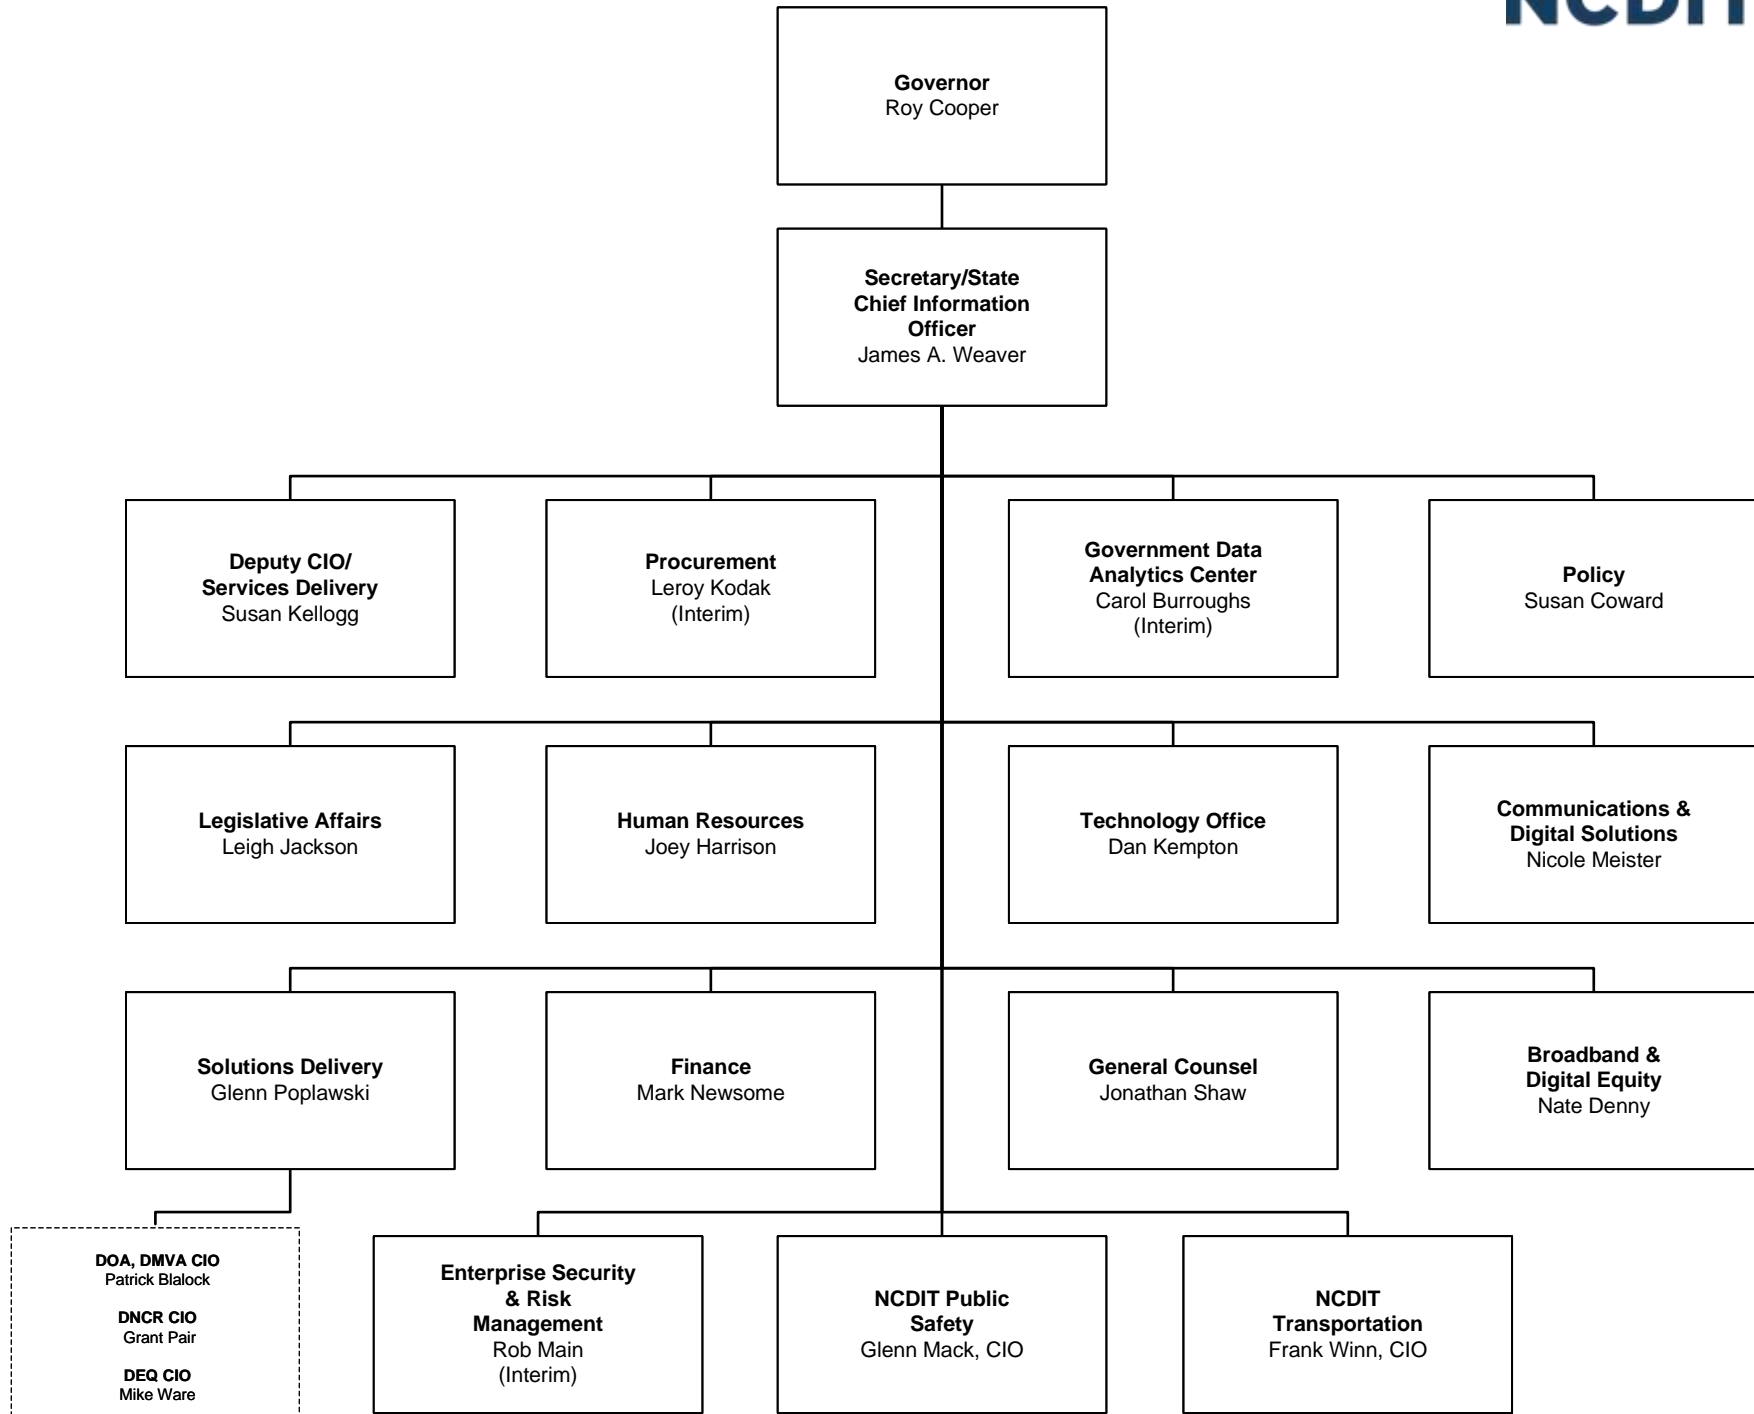 NCDIT
Governor
Roy Cooper
Secretary/State
Chief Information
Officer
James A. Weaver
Deputy CIO/
Services Delivery
Susan Kellogg
Procurement
Leroy Kodak
(Interim)
Government Data
Analytics Center
Carol Burroughs
(Interim)
Policy
Susan Coward
Legislative Affairs
Leigh Jackson
Human Resources
Joey Harrison
Technology Office
Dan Kempton
Communications &
Digital Solutions
Nicole Meister
Solutions Delivery
Glenn Poplawski
Finance
Mark Newsome
General Counsel
Jonathan Shaw
Broadband &
Digital Equity
Nate Denny
DOA, DMVA CIO
Patrick Blalock
DNCR CIO
Grant Pair
DEQ CIO
Mike Ware
Enterprise Security
& Risk
Management
Rob Main
(Interim)
NCDIT Public
Safety
Glenn Mack, CIO
NCDIT
Transportation
Frank Winn, CIO